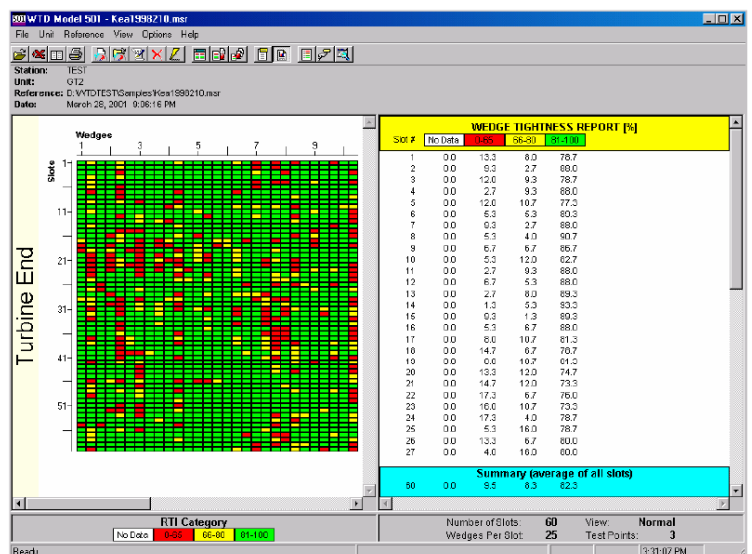 WTD Model 501 - Kea1998210.msr
File Unit Reference View Options Help
Station: TEST
Unit: GT2
Reference: D:\WTDTEST\Samples\Kea1998210.msr
Date: March 28, 2001 9:06:16 PM
Wedges
1 3 5 7 9
Slots
1-
11-
21-
31-
41-
51-
Turbine End
WEDGE TIGHTNESS REPORT [%]
Slot # No Data 0-65 66-80 81-100
1 0.0 13.3 8.0 78.7
2 0.0 9.3 2.7 88.0
3 0.0 12.0 9.3 78.7
4 0.0 2.7 9.3 88.0
5 0.0 12.0 10.7 77.3
6 0.0 5.3 5.3 89.3
7 0.0 9.3 2.7 88.0
8 0.0 5.3 4.0 90.7
9 0.0 6.7 6.7 86.7
10 0.0 5.3 12.0 82.7
11 0.0 2.7 9.3 88.0
12 0.0 6.7 5.3 88.0
13 0.0 2.7 8.0 89.3
14 0.0 1.3 5.3 93.3
15 0.0 9.3 1.3 89.3
16 0.0 5.3 6.7 88.0
17 0.0 8.0 10.7 81.3
18 0.0 14.7 6.7 78.7
19 0.0 8.0 10.7 81.3
20 0.0 13.3 12.0 74.7
21 0.0 14.7 12.0 73.3
22 0.0 17.3 6.7 76.0
23 0.0 16.0 10.7 73.3
24 0.0 17.3 4.0 78.7
25 0.0 5.3 16.0 78.7
26 0.0 13.3 6.7 80.0
27 0.0 4.0 16.0 80.0
Summary (average of all slots)
60 0.0 9.5 8.3 82.3
RTI Category
No Data 0-65 66-80 81-100
Number of Slots: 60 View: Normal
Wedges Per Slot: 25 Test Points: 3
Ready 3:31:07 PM